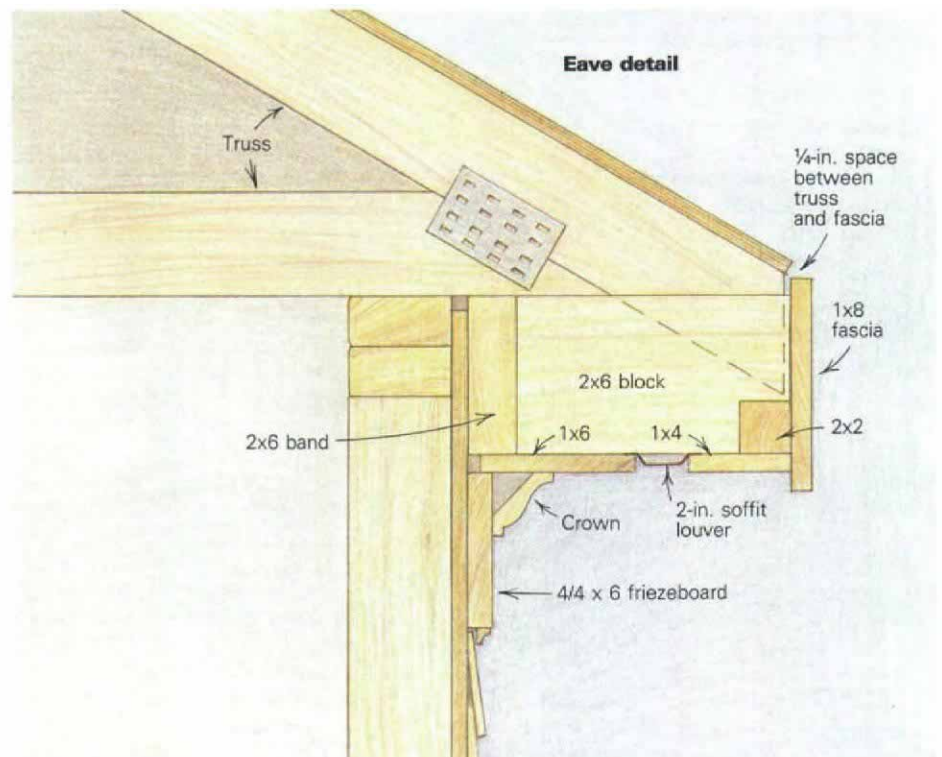 Eave detail
Truss
¼-in. space
between
truss
and fascia
1x8
fascia
2x6 block
2x6 band
1x6
1x4
2x2
Crown
2-in. soffit
louver
4/4 x 6 friezeboard